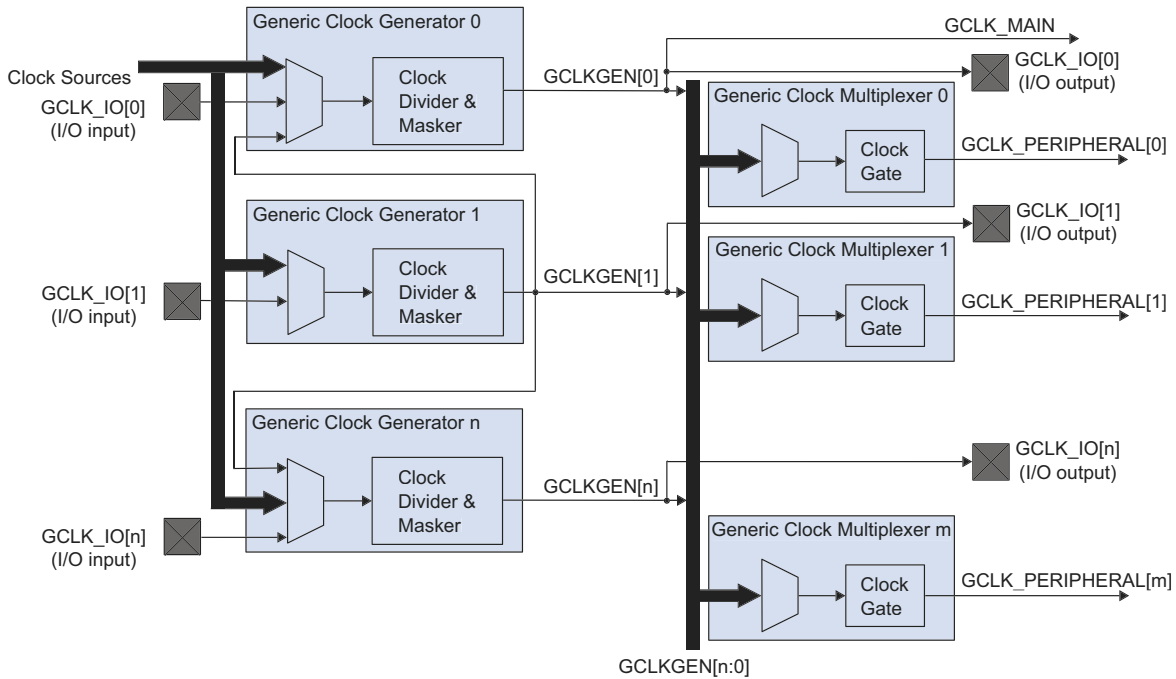 Generic Clock Generator 0
Clock Sources
GCLK_IO[0]
(I/O input)
Clock
Divider &
Masker
GCLKGEN[0]
GCLK_MAIN
GCLK_IO[0]
(I/O output)
Generic Clock Multiplexer 0
Clock
Gate
GCLK_PERIPHERAL[0]
Generic Clock Generator 1
GCLK_IO[1]
(I/O input)
Clock
Divider &
Masker
GCLKGEN[1]
GCLK_IO[1]
(I/O output)
Generic Clock Multiplexer 1
Clock
Gate
GCLK_PERIPHERAL[1]
Generic Clock Generator n
GCLK_IO[n]
(I/O input)
Clock
Divider &
Masker
GCLKGEN[n]
GCLK_IO[n]
(I/O output)
Generic Clock Multiplexer m
Clock
Gate
GCLK_PERIPHERAL[m]
GCLKGEN[n:0]